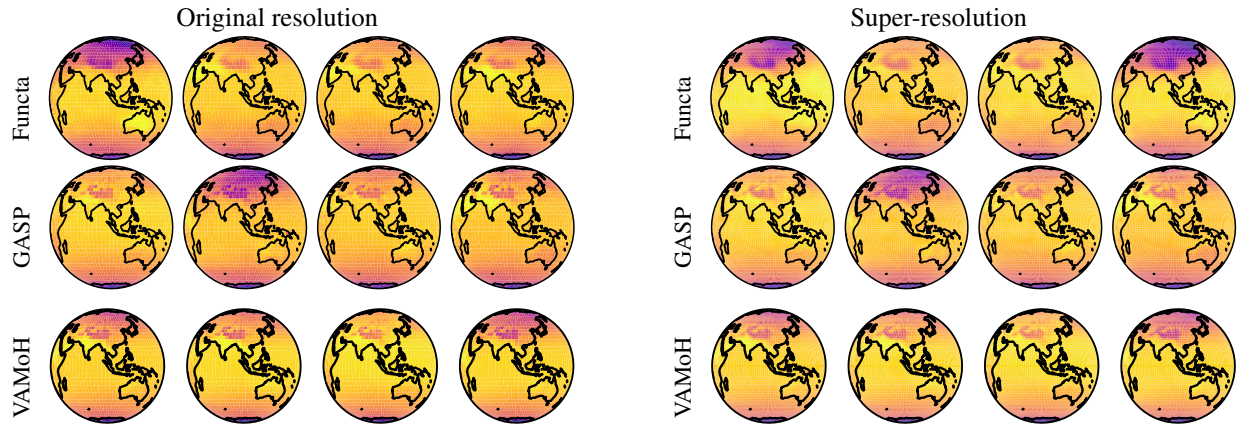 Original resolution
Super-resolution
Functa
Functa
GASP
GASP
VAMoH
VAMoH